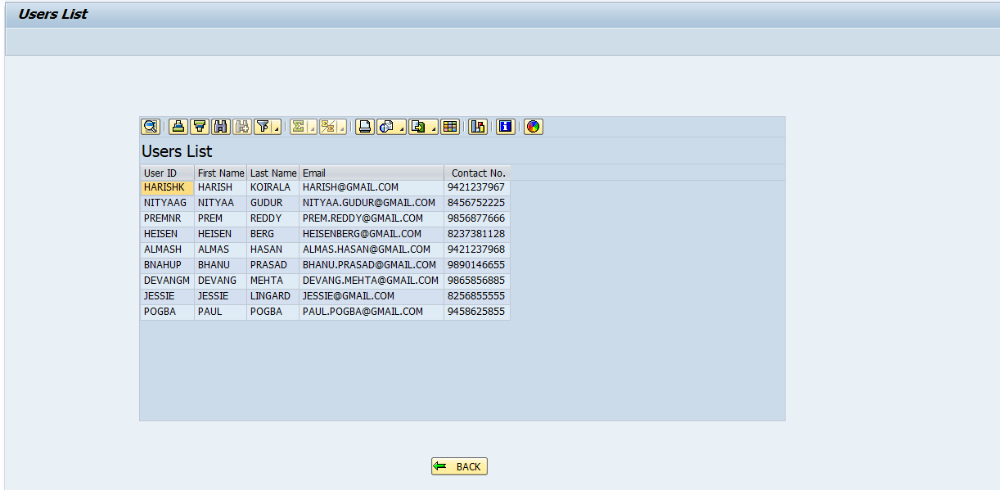 Users List
Users List
User ID First Name Last Name Email Contact No.
HARISHK HARISH KOIRALA HARISH@GMAIL.COM 9421237967
NITYAAG NITYAA GUDUR NITYAA.GUDUR@GMAIL.COM 8456752225
PREMNR PREM REDDY PREM.REDDY@GMAIL.COM 9856877666
HEISEN HEISEN BERG HEISENBERG@GMAIL.COM 8237381128
ALMASH ALMAS HASAN ALMAS.HASAN@GMAIL.COM 9421237968
BNAHUP BHANU PRASAD BHANU.PRASAD@GMAIL.COM 9890146655
DEVANGM DEVANG MEHTA DEVANG.MEHTA@GMAIL.COM 9865856885
JESSIE JESSIE LINGARD JESSIE@GMAIL.COM 8256855555
POGBA PAUL POGBA PAUL.POGBA@GMAIL.COM 9458625855
BACK